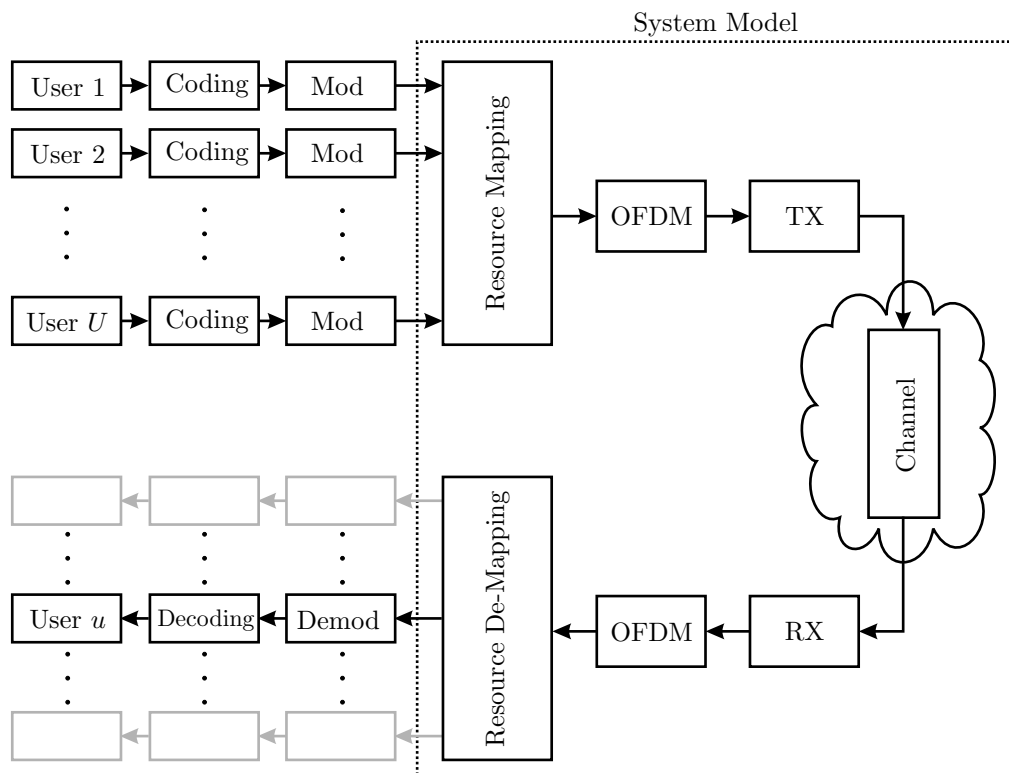 System Model
User 1
Coding
Mod
User 2
Coding
Mod
Resource Mapping
OFDM
TX
User U
Coding
Mod
Channel
User u
Decoding
Demod
Resource De-Mapping
OFDM
RX